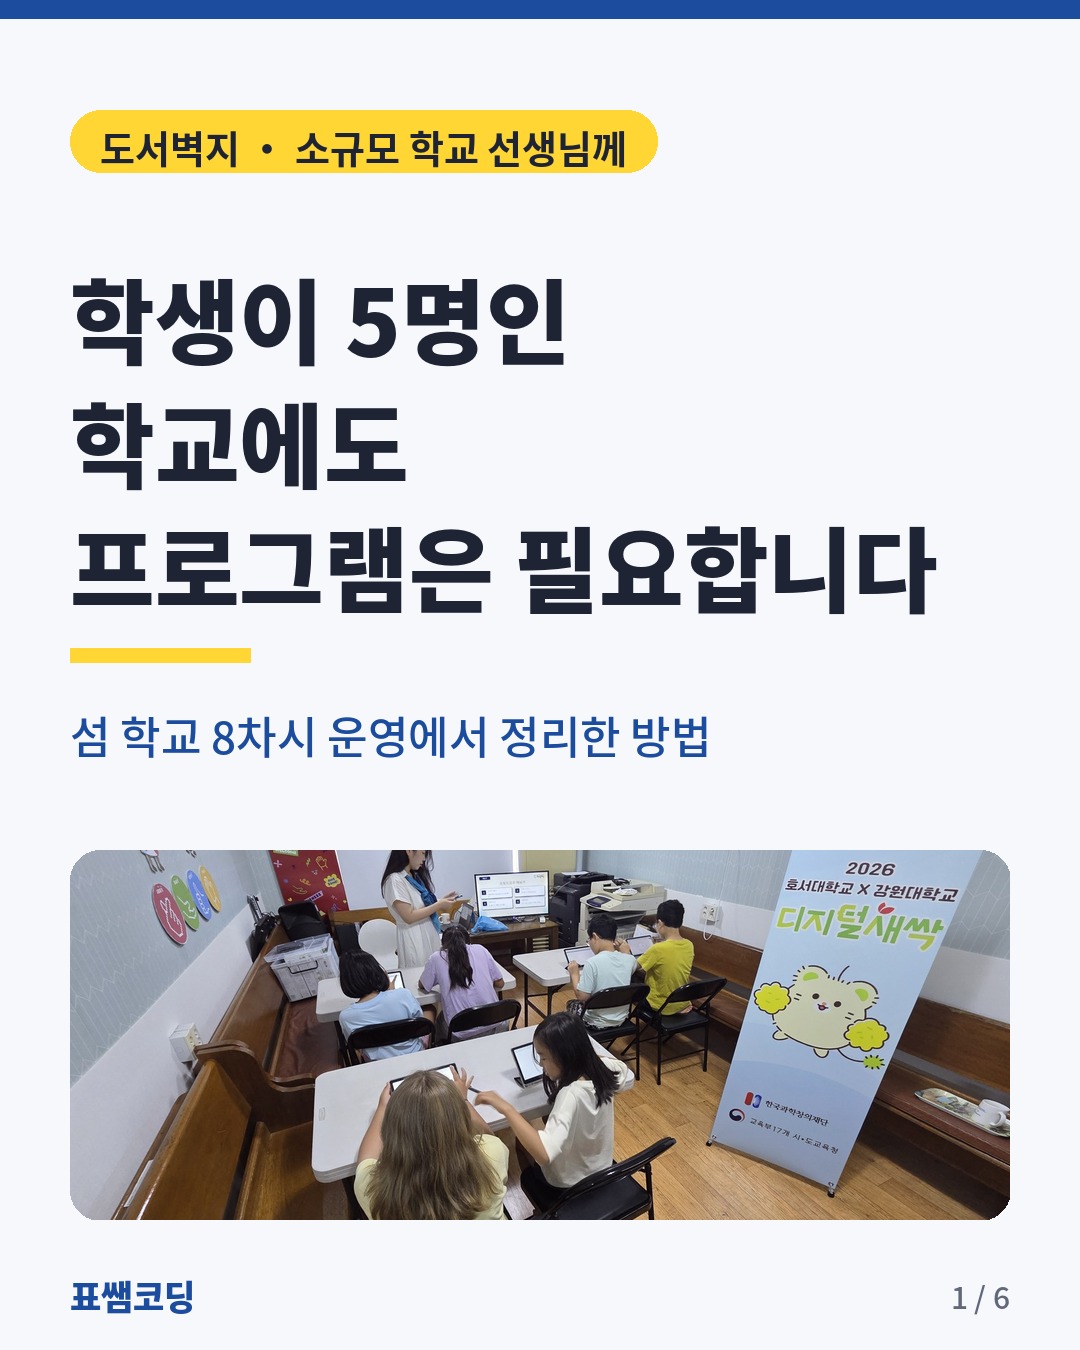 도서벽지 • 소규모 학교 선생님께
학생이 5명인
학교에도
프로그램은 필요합니다
섬 학교 8차시 운영에서 정리한 방법
2026
호서대학교 X 강원대학교
디지털새싹
한국과학창의재단
교육부 17개 시•도교육청
표쌤코딩
1 / 6